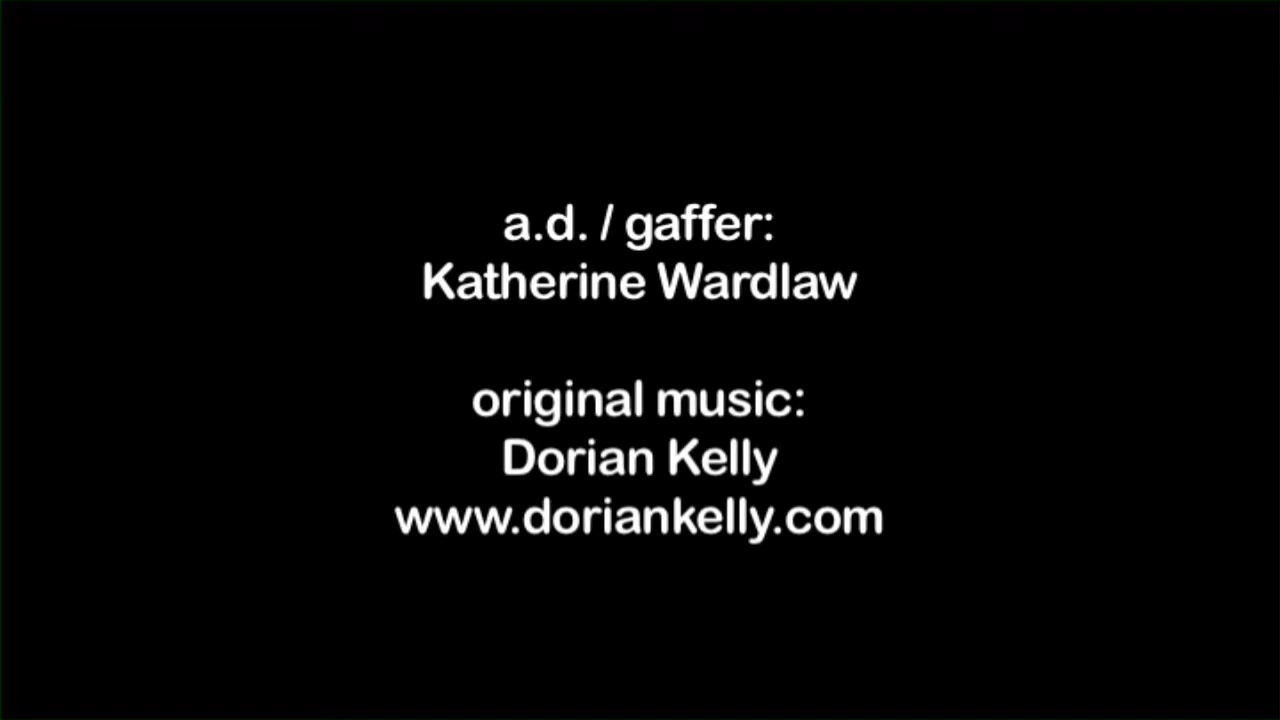 a.d. / gaffer:
Katherine Wardlaw
original music:
Dorian Kelly
www.doriankelly.com